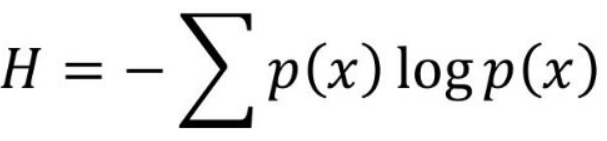 H = − ∑ p(x) log p(x)